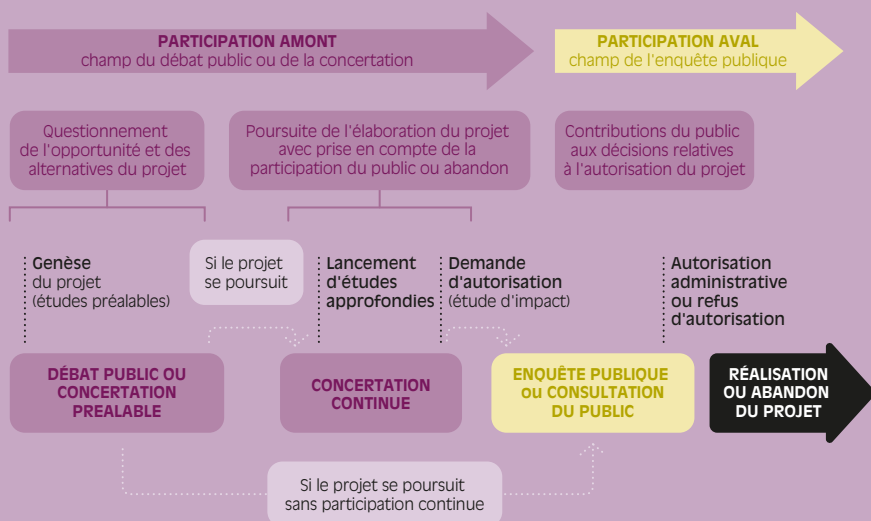 PARTICIPATION AMONT
champ du débat public ou de la concertation
PARTICIPATION AVAL
champ de l'enquête publique
Questionnement
de l'opportunité et des
alternatives du projet
Poursuite de l'élaboration du projet
avec prise en compte de la
participation du public ou abandon
Contributions du public
aux décisions relatives
à l'autorisation du projet
Genèse
du projet
(études préalables)
Si le projet
se poursuit
Lancement
d'études
approfondies
Demande
d'autorisation
(étude d'impact)
Autorisation
administrative
ou refus
d'autorisation
DÉBAT PUBLIC OU
CONCERTATION
PREALABLE
CONCERTATION
CONTINUE
ENQUÊTE PUBLIQUE
ou CONSULTATION
DU PUBLIC
RÉALISATION
OU ABANDON
DU PROJET
Si le projet se poursuit
sans participation continue